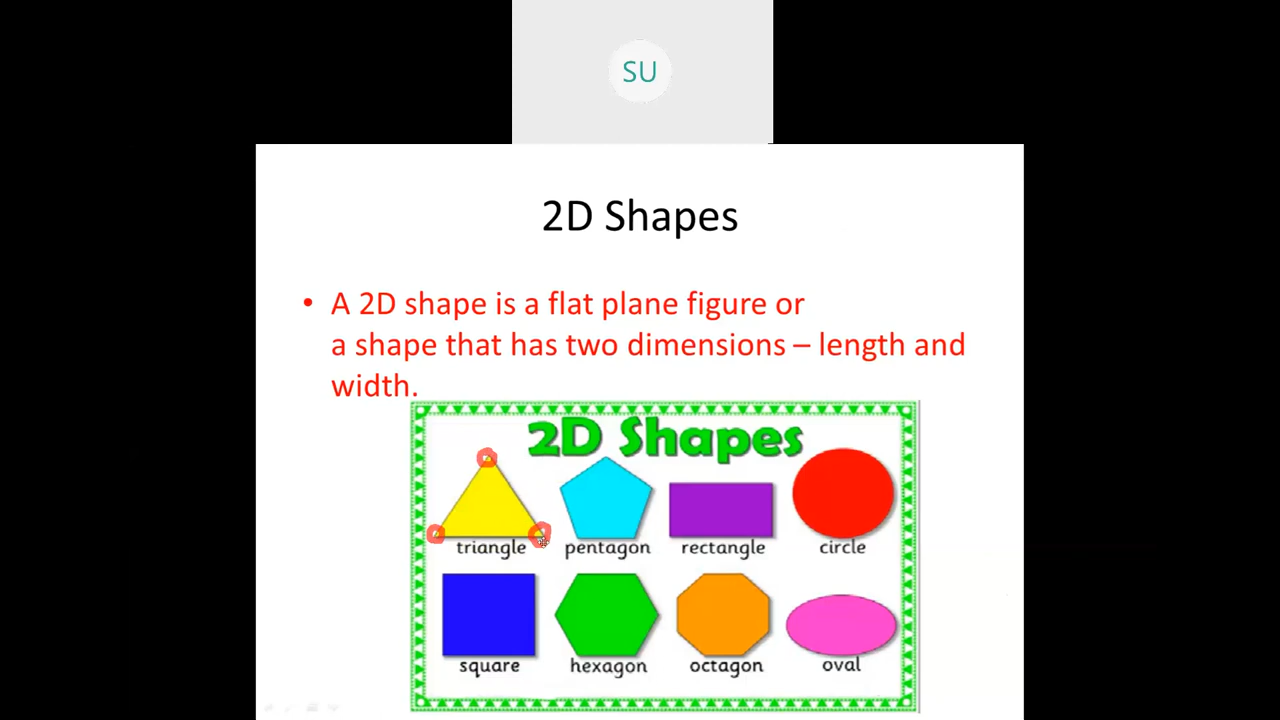 SU
2D Shapes
• A 2D shape is a flat plane figure or
a shape that has two dimensions – length and
width.
2D Shapes
triangle pentagon rectangle circle
square hexagon octagon oval